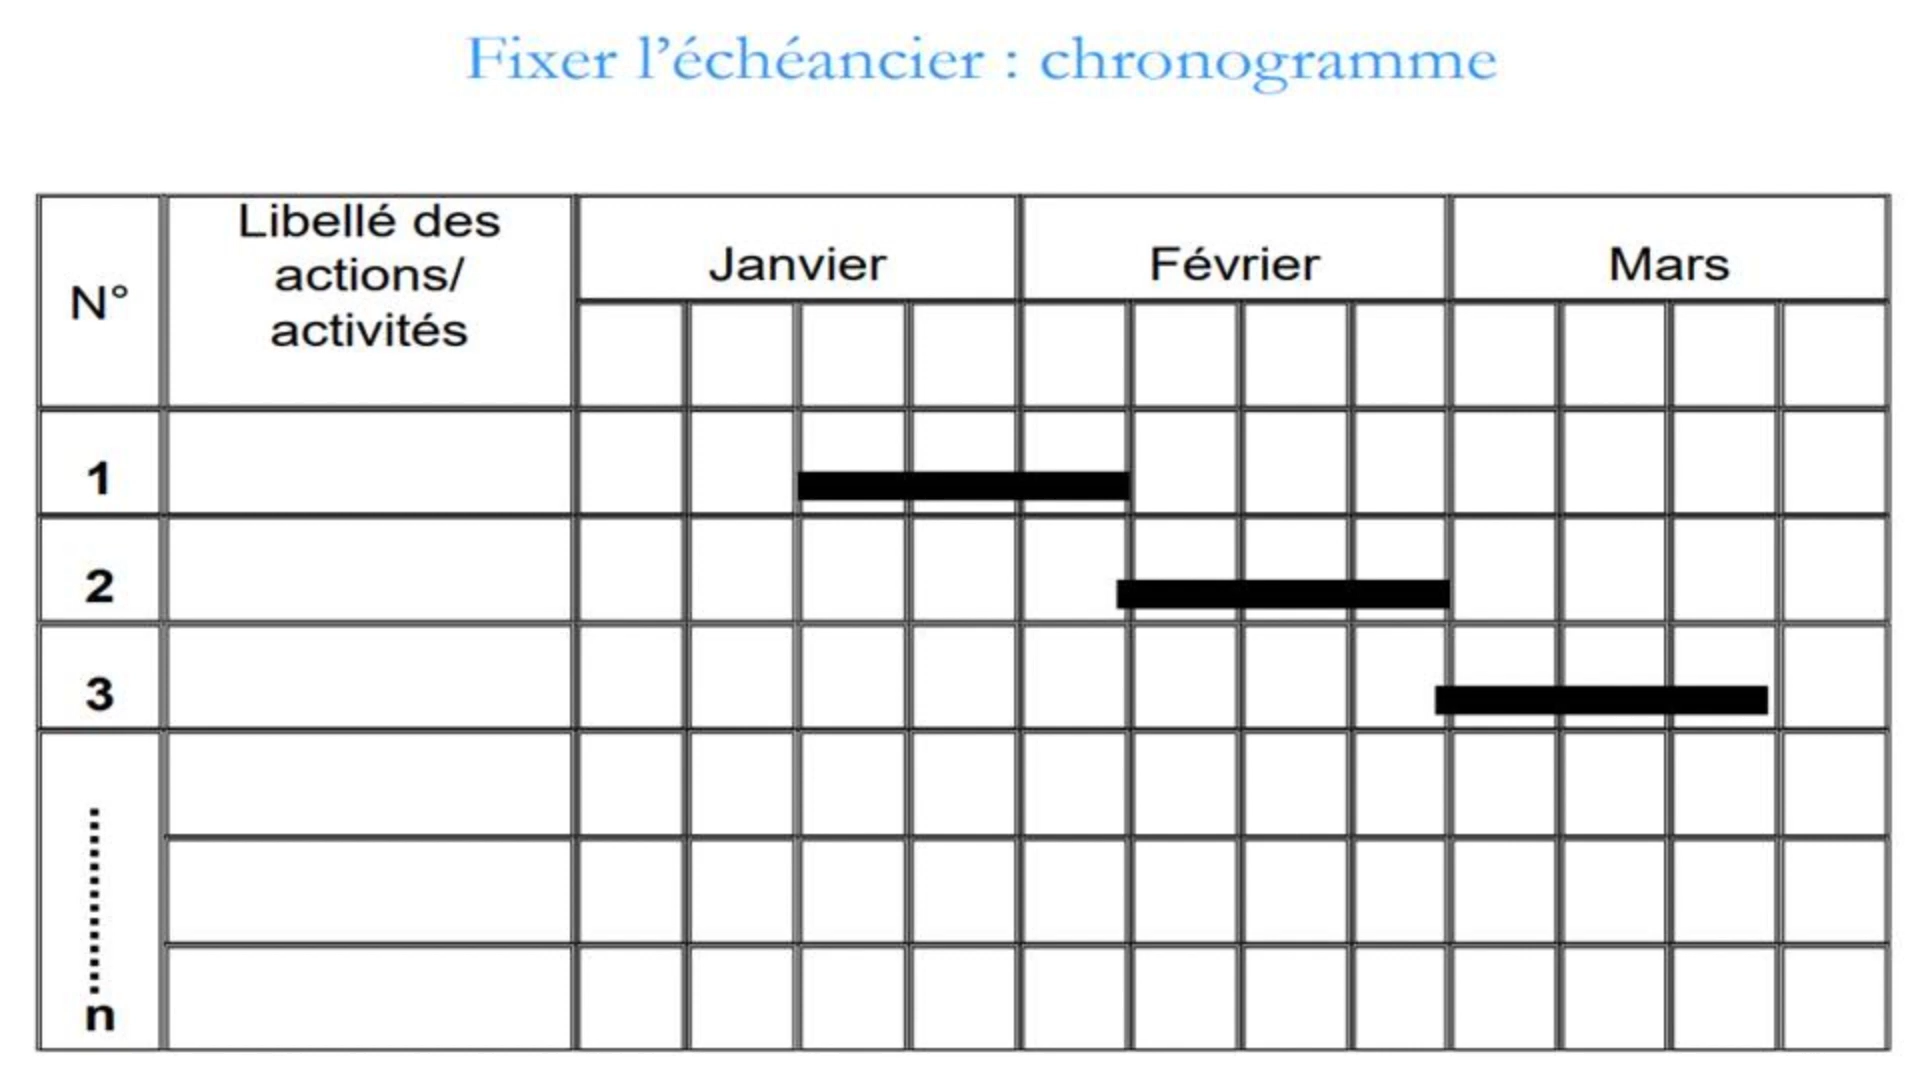 Fixer l’échéancier : chronogramme
N°
Libellé des
actions/
activités
Janvier
Février
Mars
1
2
3
..............
n